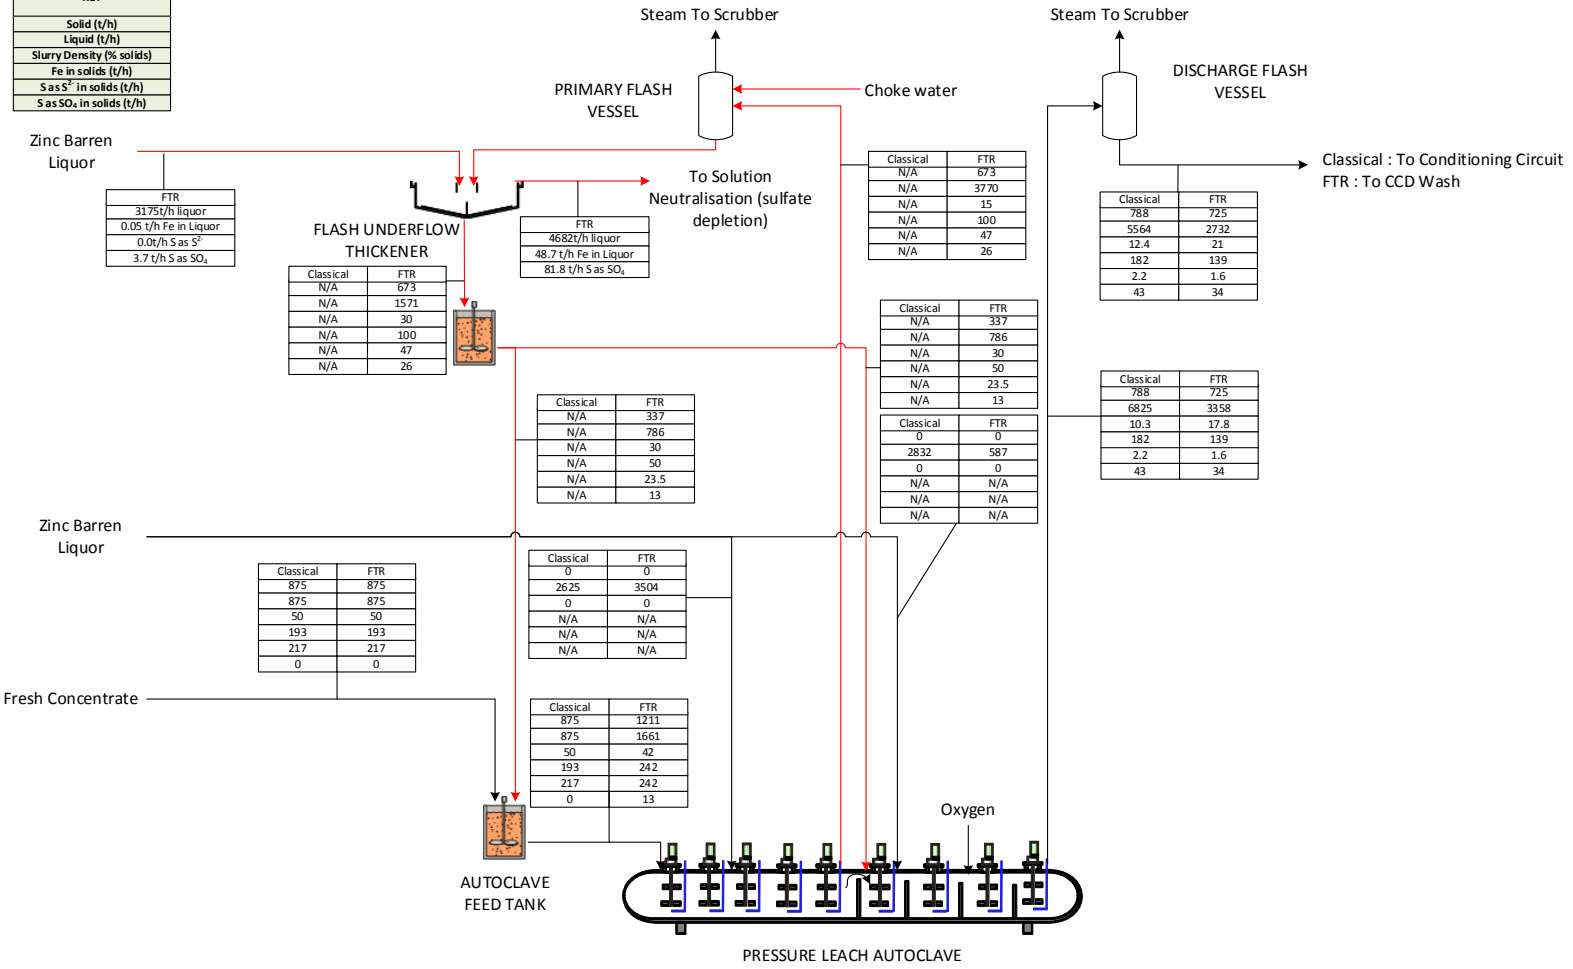 Solid (t/h)
Liquid (t/h)
Slurry Density (% solids)
Fe in solids (t/h)
S as S²⁻ in solids (t/h)
S as SO₄ in solids (t/h)
Steam To Scrubber
Steam To Scrubber
PRIMARY FLASH
VESSEL
Choke water
DISCHARGE FLASH
VESSEL
Zinc Barren
Liquor
FTR
3175t/h liquor
0.05 t/h Fe in Liquor
0.0t/h S as S²⁻
3.7 t/h S as SO₄
To Solution
Neutralisation (sulfate
depletion)
FTR
4682t/h liquor
48.7 t/h Fe in Liquor
81.8 t/h S as SO₄
FLASH UNDERFLOW
THICKENER
Classical FTR
N/A 673
N/A 1571
N/A 30
N/A 100
N/A 47
N/A 26
Classical FTR
N/A 673
N/A 3770
N/A 15
N/A 100
N/A 47
N/A 26
Classical : To Conditioning Circuit
FTR : To CCD Wash
Classical FTR
788 725
5564 2732
12.4 21
182 139
2.2 1.6
43 34
Classical FTR
N/A 337
N/A 786
N/A 30
N/A 50
N/A 23.5
N/A 13
Classical FTR
788 725
6825 3358
10.3 17.8
182 139
2.2 1.6
43 34
Classical FTR
N/A 337
N/A 786
N/A 30
N/A 50
N/A 23.5
N/A 13
Classical FTR
0 0
2832 587
0 0
N/A N/A
N/A N/A
N/A N/A
Zinc Barren
Liquor
Classical FTR
875 875
875 875
50 50
193 193
217 217
0 0
Classical FTR
0 0
2625 3504
0 0
N/A N/A
N/A N/A
N/A N/A
Fresh Concentrate
Classical FTR
875 1211
875 1661
50 42
193 242
217 242
0 13
Oxygen
AUTOCLAVE
FEED TANK
PRESSURE LEACH AUTOCLAVE